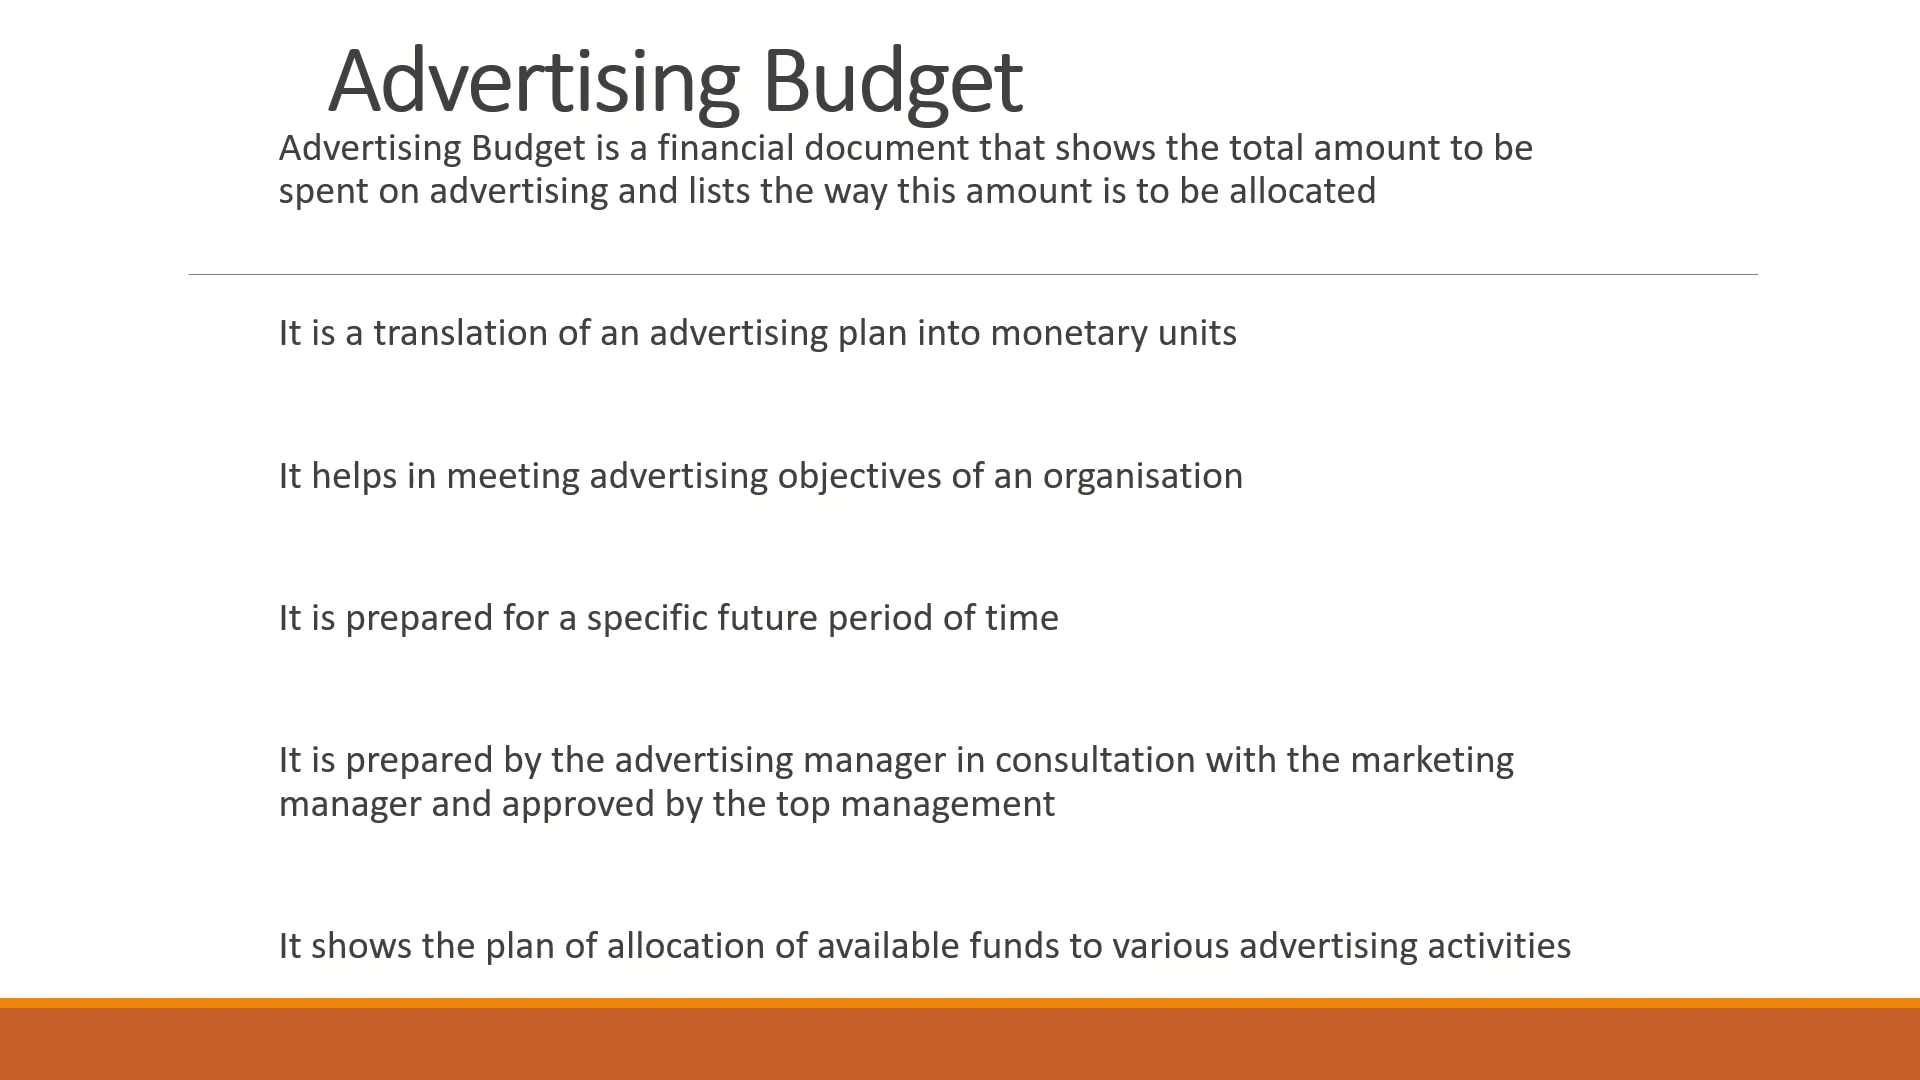 Advertising Budget
Advertising Budget is a financial document that shows the total amount to be
spent on advertising and lists the way this amount is to be allocated
It is a translation of an advertising plan into monetary units
It helps in meeting advertising objectives of an organisation
It is prepared for a specific future period of time
It is prepared by the advertising manager in consultation with the marketing
manager and approved by the top management
It shows the plan of allocation of available funds to various advertising activities